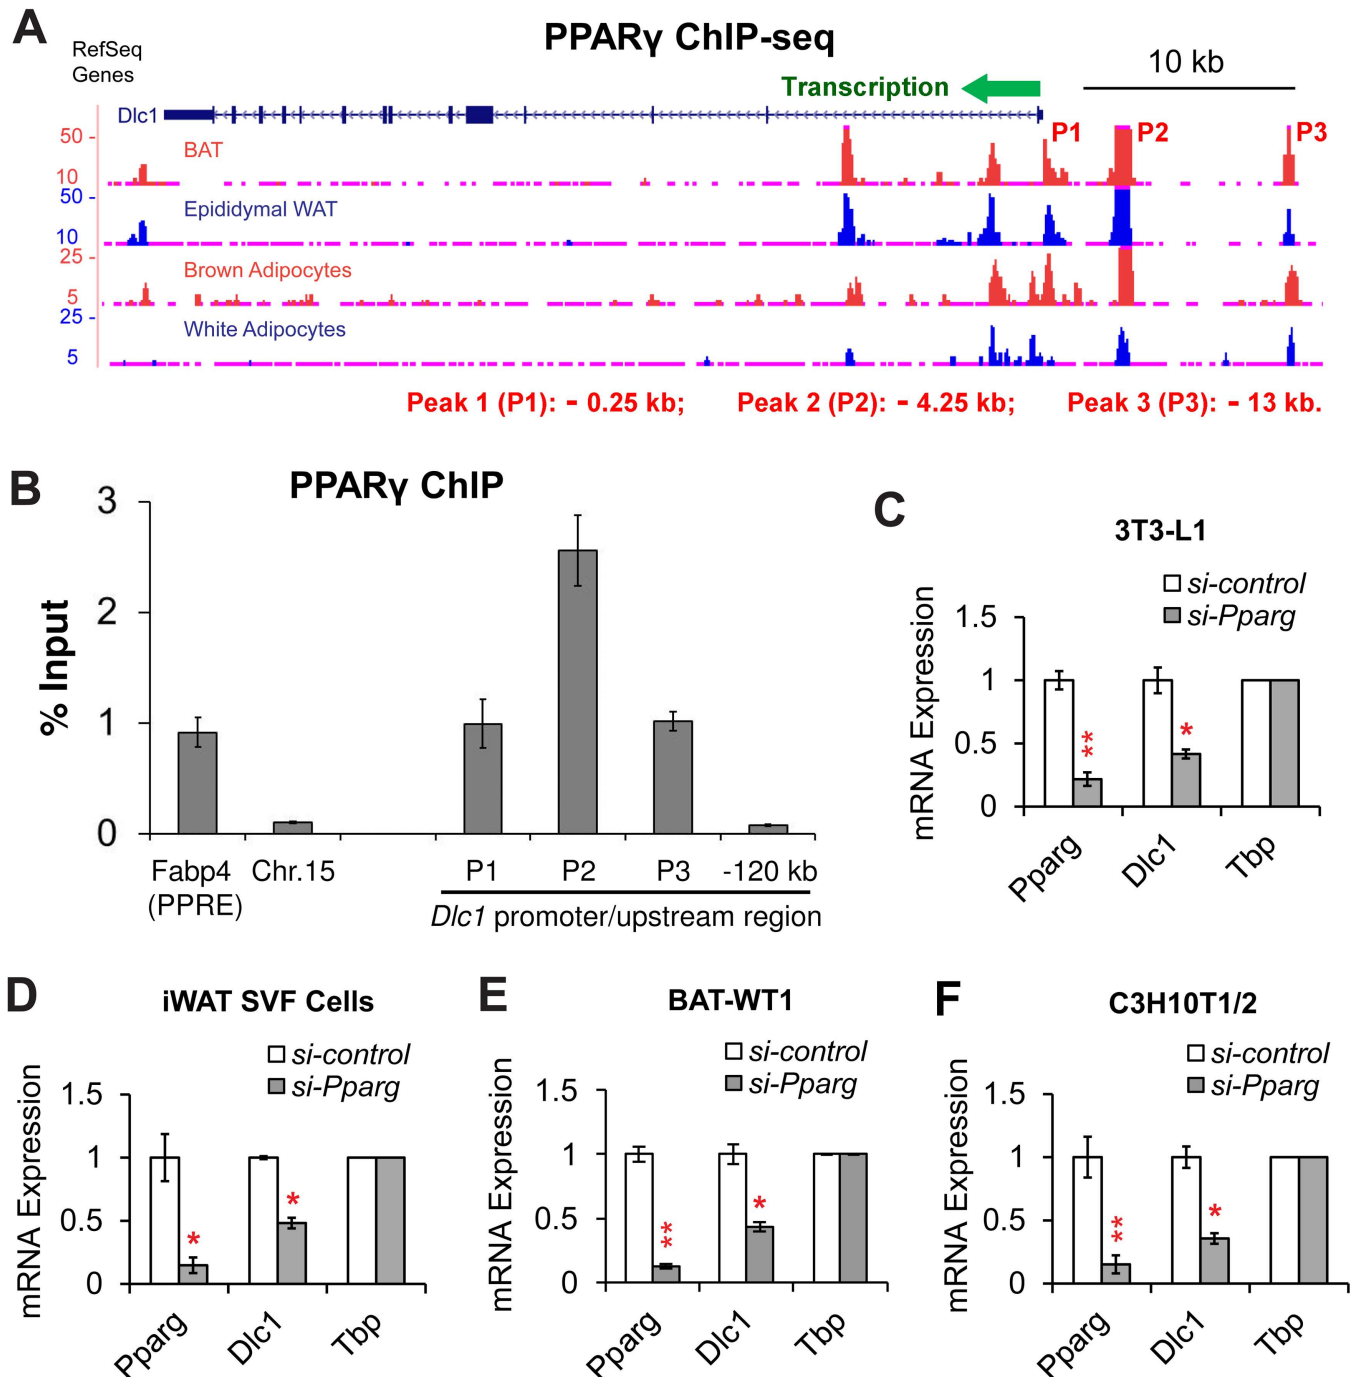 A
PPARγ ChIP-seq
RefSeq
Genes
10 kb
Transcription
Dlc1
P1
P2
P3
50 -
BAT
10
50 -
Epididymal WAT
10
25 -
Brown Adipocytes
5
25 -
White Adipocytes
5
Peak 1 (P1): - 0.25 kb; Peak 2 (P2): - 4.25 kb; Peak 3 (P3): - 13 kb.
B
PPARγ ChIP
% Input
3
2
1
0
Fabp4
(PPRE)
Chr.15
P1
P2
P3
-120 kb
Dlc1 promoter/upstream region
C
3T3-L1
si-control
si-Pparg
mRNA Expression
1.5
1
0.5
0
**
*
Pparg
Dlc1
Tbp
D
iWAT SVF Cells
si-control
si-Pparg
mRNA Expression
1.5
1
0.5
0
*
*
Pparg
Dlc1
Tbp
E
BAT-WT1
si-control
si-Pparg
mRNA Expression
1.5
1
0.5
0
**
*
Pparg
Dlc1
Tbp
F
C3H10T1/2
si-control
si-Pparg
mRNA Expression
1.5
1
0.5
0
**
*
Pparg
Dlc1
Tbp